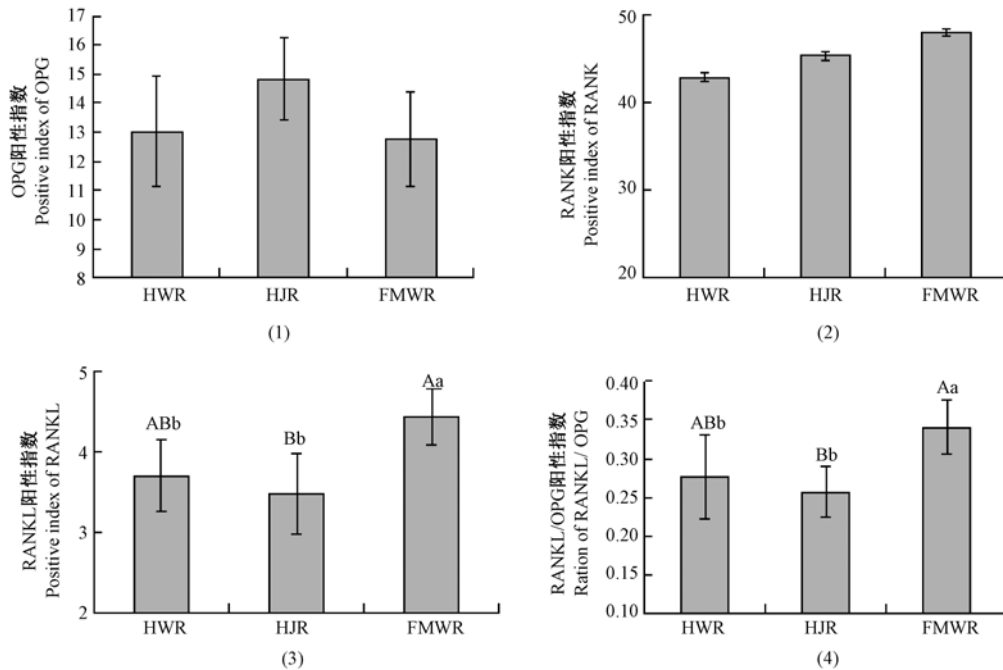 OPG阳性指数
Positive index of OPG
17
16
15
14
13
12
11
10
9
8
HWR
HJR
FMWR
(1)
RANK阳性指数
Positive index of RANK
50
40
30
20
HWR
HJR
FMWR
(2)
RANKL阳性指数
Positive index of RANKL
5
4
3
2
ABb
Bb
Aa
HWR
HJR
FMWR
(3)
RANKL/OPG阳性指数
Ration of RANKL/ OPG
0.40
0.35
0.30
0.25
0.20
0.15
0.10
ABb
Bb
Aa
HWR
HJR
FMWR
(4)